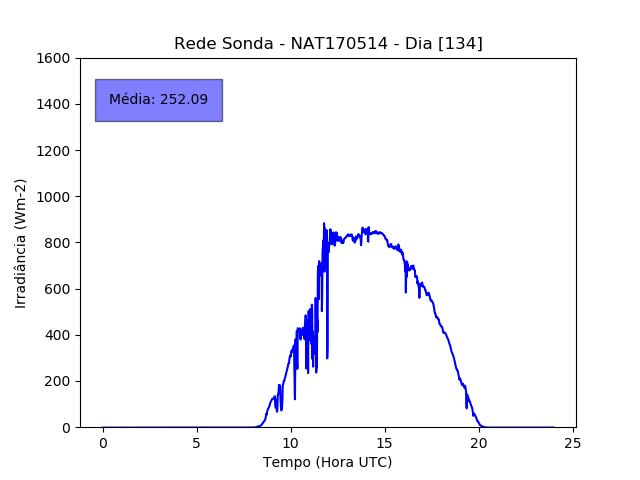 Rede Sonda - NAT170514 - Dia [134]
1600
1400
1200
1000
800
600
400
200
0
Média: 252.09
Irradiância (Wm-2)
0 5 10 15 20 25
Tempo (Hora UTC)